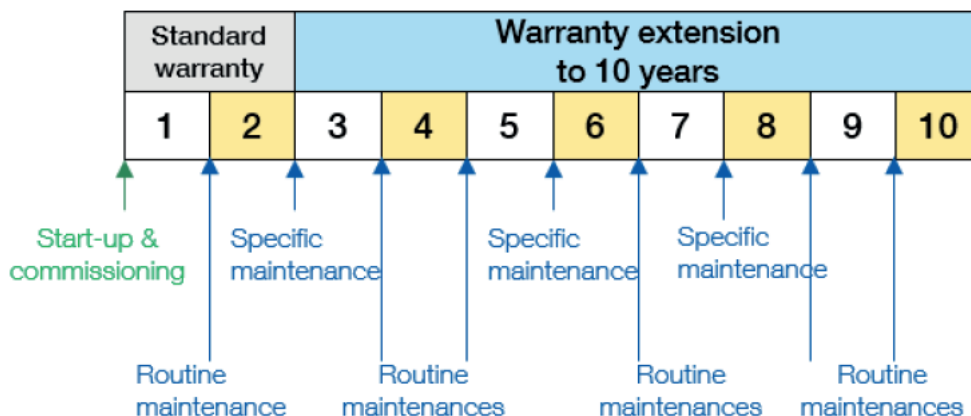 Standard
warranty
Warranty extension
to 10 years
1 2 3 4 5 6 7 8 9 10
Start-up &
commissioning
Specific
maintenance
Specific
maintenance
Specific
maintenance
Routine
maintenance
Routine
maintenances
Routine
maintenances
Routine
maintenances